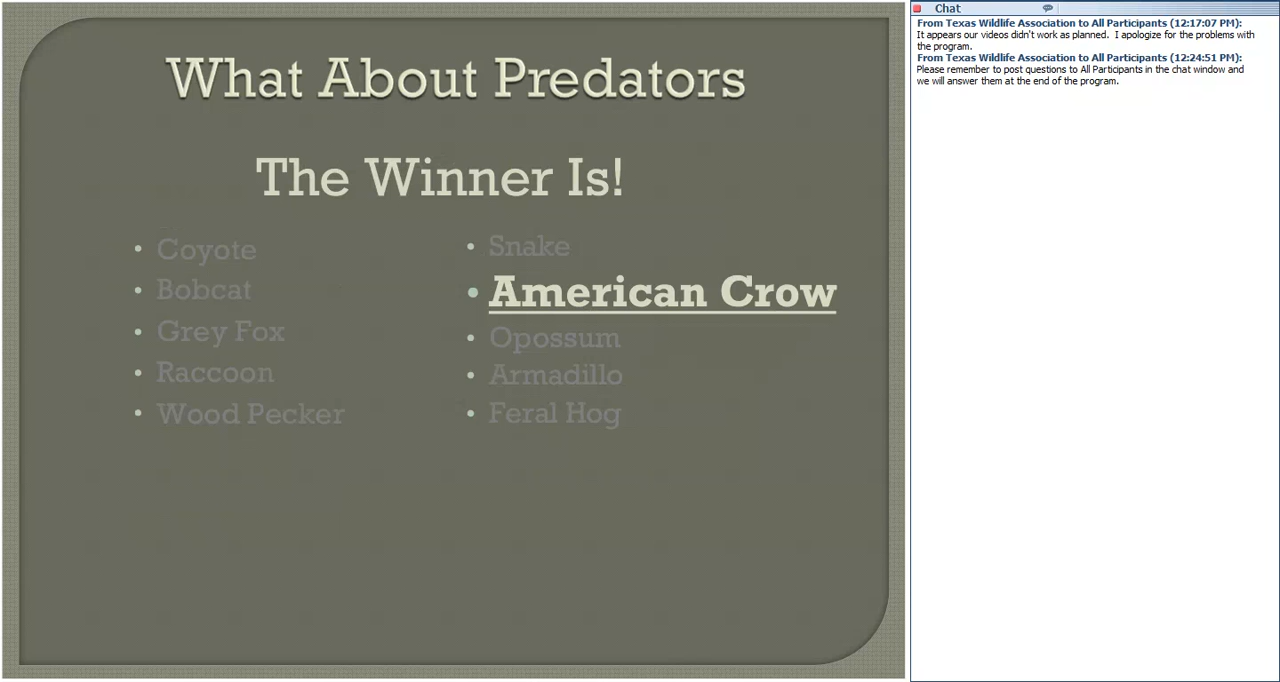 What About Predators
The Winner Is!
• Coyote
• Bobcat
• Grey Fox
• Raccoon
• Wood Pecker
• Snake
• American Crow
• Opossum
• Armadillo
• Feral Hog
Chat
From Texas Wildlife Association to All Participants (12:17:07 PM):
It appears our videos didn't work as planned.  I apologize for the problems with
the program.
From Texas Wildlife Association to All Participants (12:24:51 PM):
Please remember to post questions to All Participants in the chat window and
we will answer them at the end of the program.